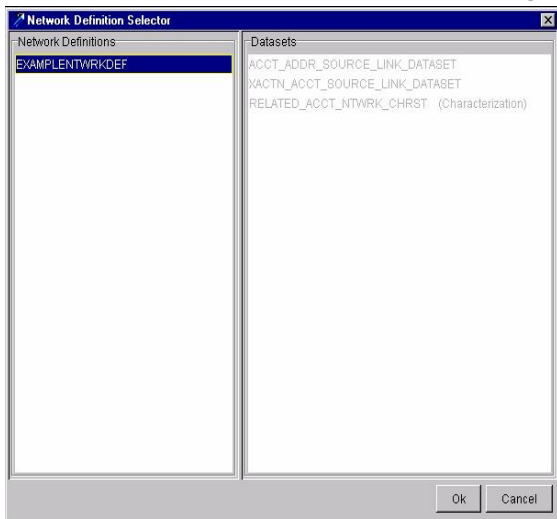 Network Definition Selector
Network Definitions
EXAMPLENTWRKDEF
Datasets
ACCT_ADDR_SOURCE_LINK_DATASET
XACTN_ACCT_SOURCE_LINK_DATASET
RELATED_ACCT_NTWRK_CHRST (Characterization)
Ok
Cancel